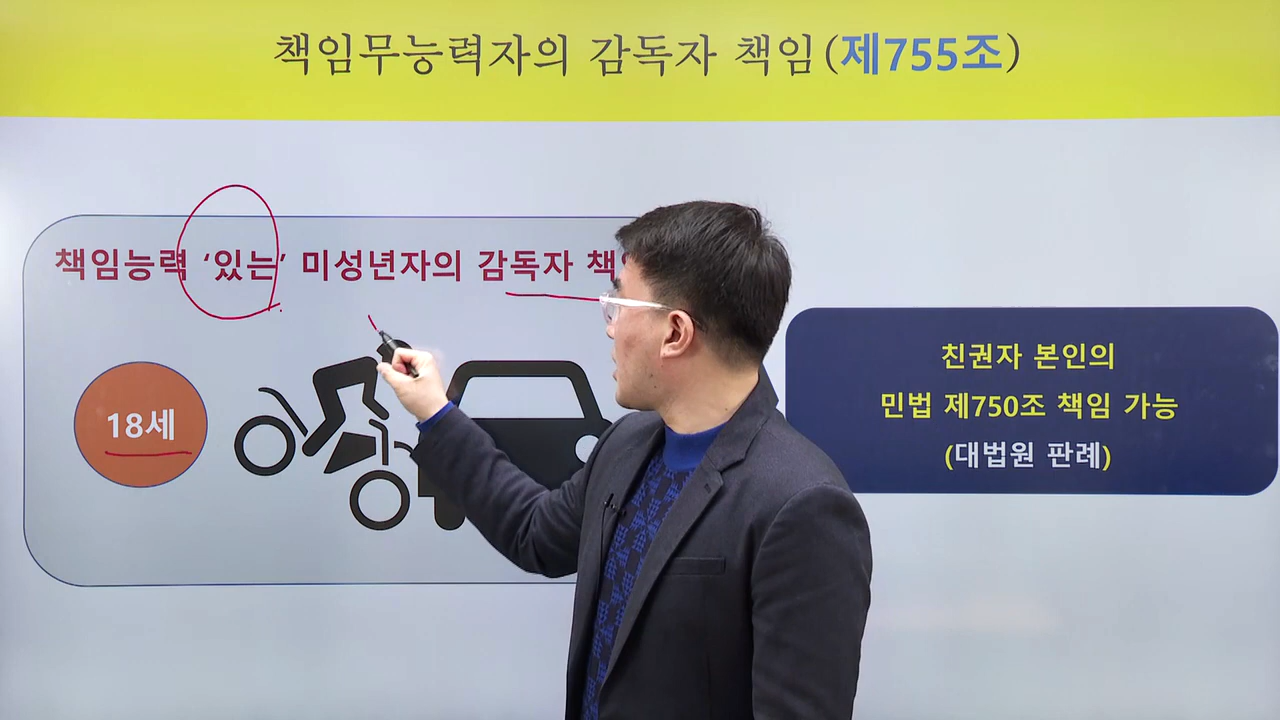 책임무능력자의 감독자 책임(제755조)
책임능력 ‘있는’ 미성년자의 감독자
18세
친권자 본인의
민법 제750조 책임 가능
(대법원 판례)